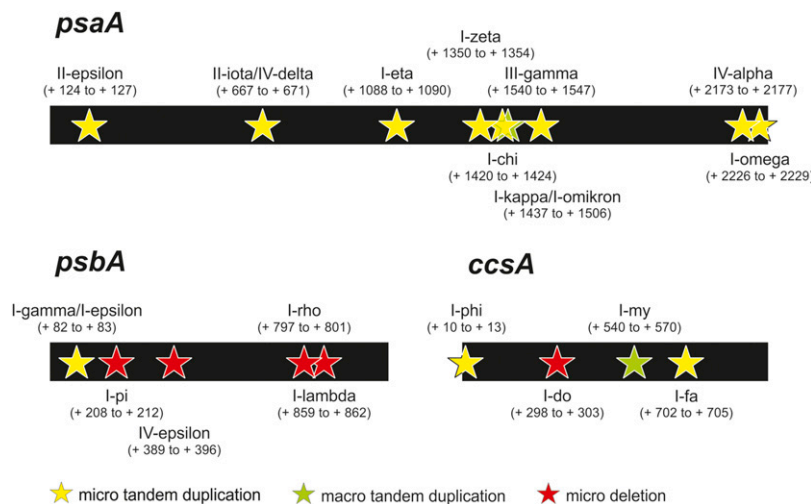 psaA
I-zeta
(+ 1350 to + 1354)
II-epsilon II-iota/IV-delta I-eta III-gamma IV-alpha
(+ 124 to + 127) (+ 667 to + 671) (+ 1088 to + 1090) (+ 1540 to + 1547) (+ 2173 to + 2177)
I-chi I-omega
(+ 1420 to + 1424) (+ 2226 to + 2229)
I-kappa/I-omikron
(+ 1437 to + 1506)
psbA ccsA
I-gamma/I-epsilon I-rho I-phi I-my
(+ 82 to + 83) (+ 797 to + 801) (+ 10 to + 13) (+ 540 to + 570)
I-pi I-lambda I-do I-fa
(+ 208 to + 212) (+ 859 to + 862) (+ 298 to + 303) (+ 702 to + 705)
IV-epsilon
(+ 389 to + 396)
micro tandem duplication macro tandem duplication micro deletion